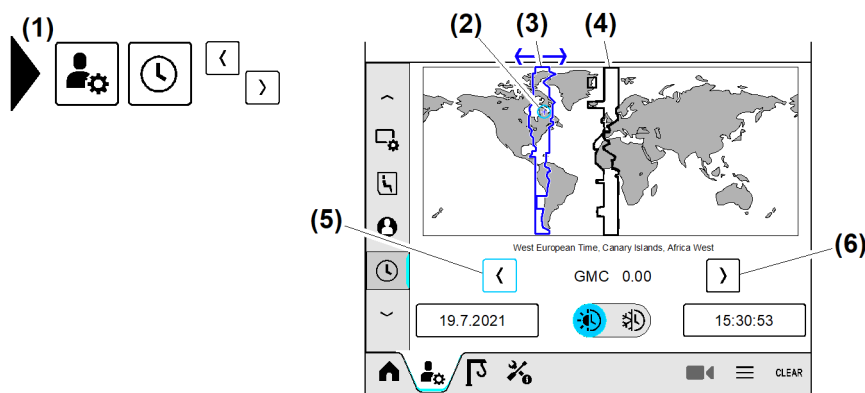 (1)
(2)
(3)
(4)
West European Time, Canary Islands, Africa West
(5)
(6)
GMC 0.00
19.7.2021
15:30:53
CLEAR